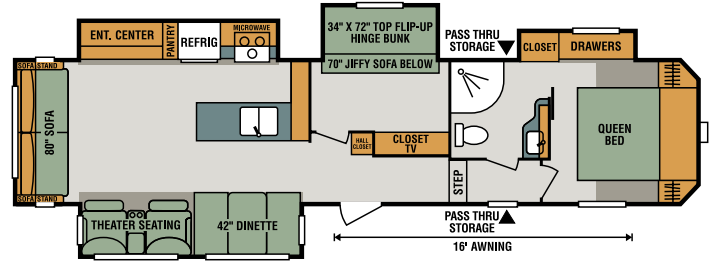 ENT. CENTER
PANTRY
REFRIG
MICROWAVE
34" X 72" TOP FLIP-UP
HINGE BUNK
70" JIFFY SOFA BELOW
PASS THRU
STORAGE
CLOSET
DRAWERS
SOFA STAND
80" SOFA
SOFA STAND
HALL
CLOSET
CLOSET
TV
QUEEN
BED
STEP
THEATER SEATING
42" DINETTE
PASS THRU
STORAGE
16' AWNING